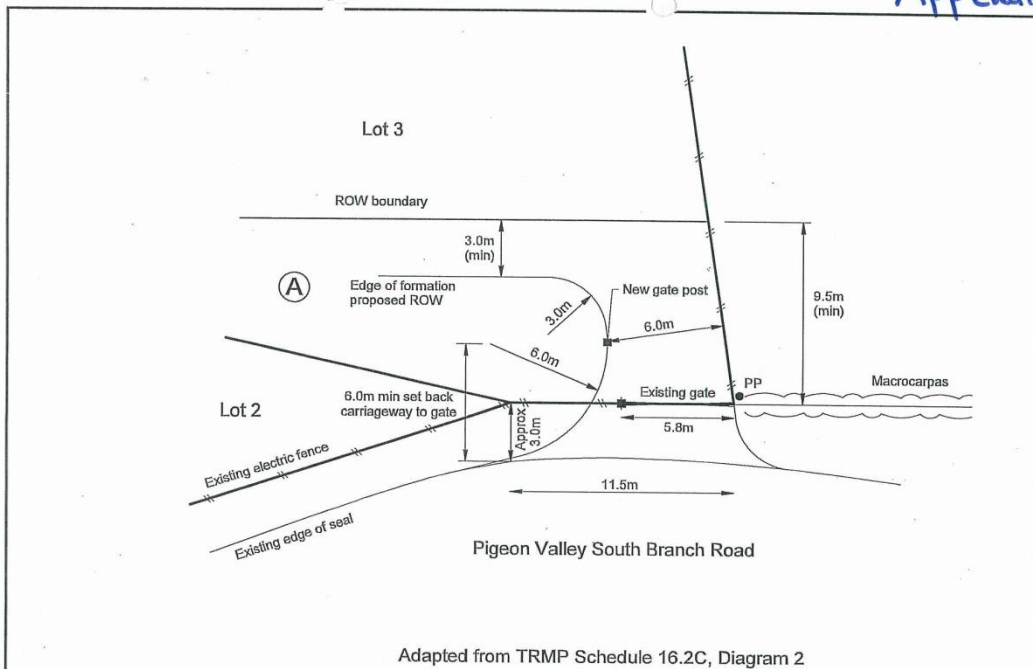 Lot 3
ROW boundary
3.0m
(min)
A
Edge of formation
proposed ROW
3.0m
New gate post
6.0m
9.5m
(min)
6.0m
PP
Macrocarpas
Existing gate
Lot 2
6.0m min set back
carriageway to gate
Approx
3.0m
5.8m
Existing electric fence
11.5m
Existing edge of seal
Pigeon Valley South Branch Road
Adapted from TRMP Schedule 16.2C, Diagram 2